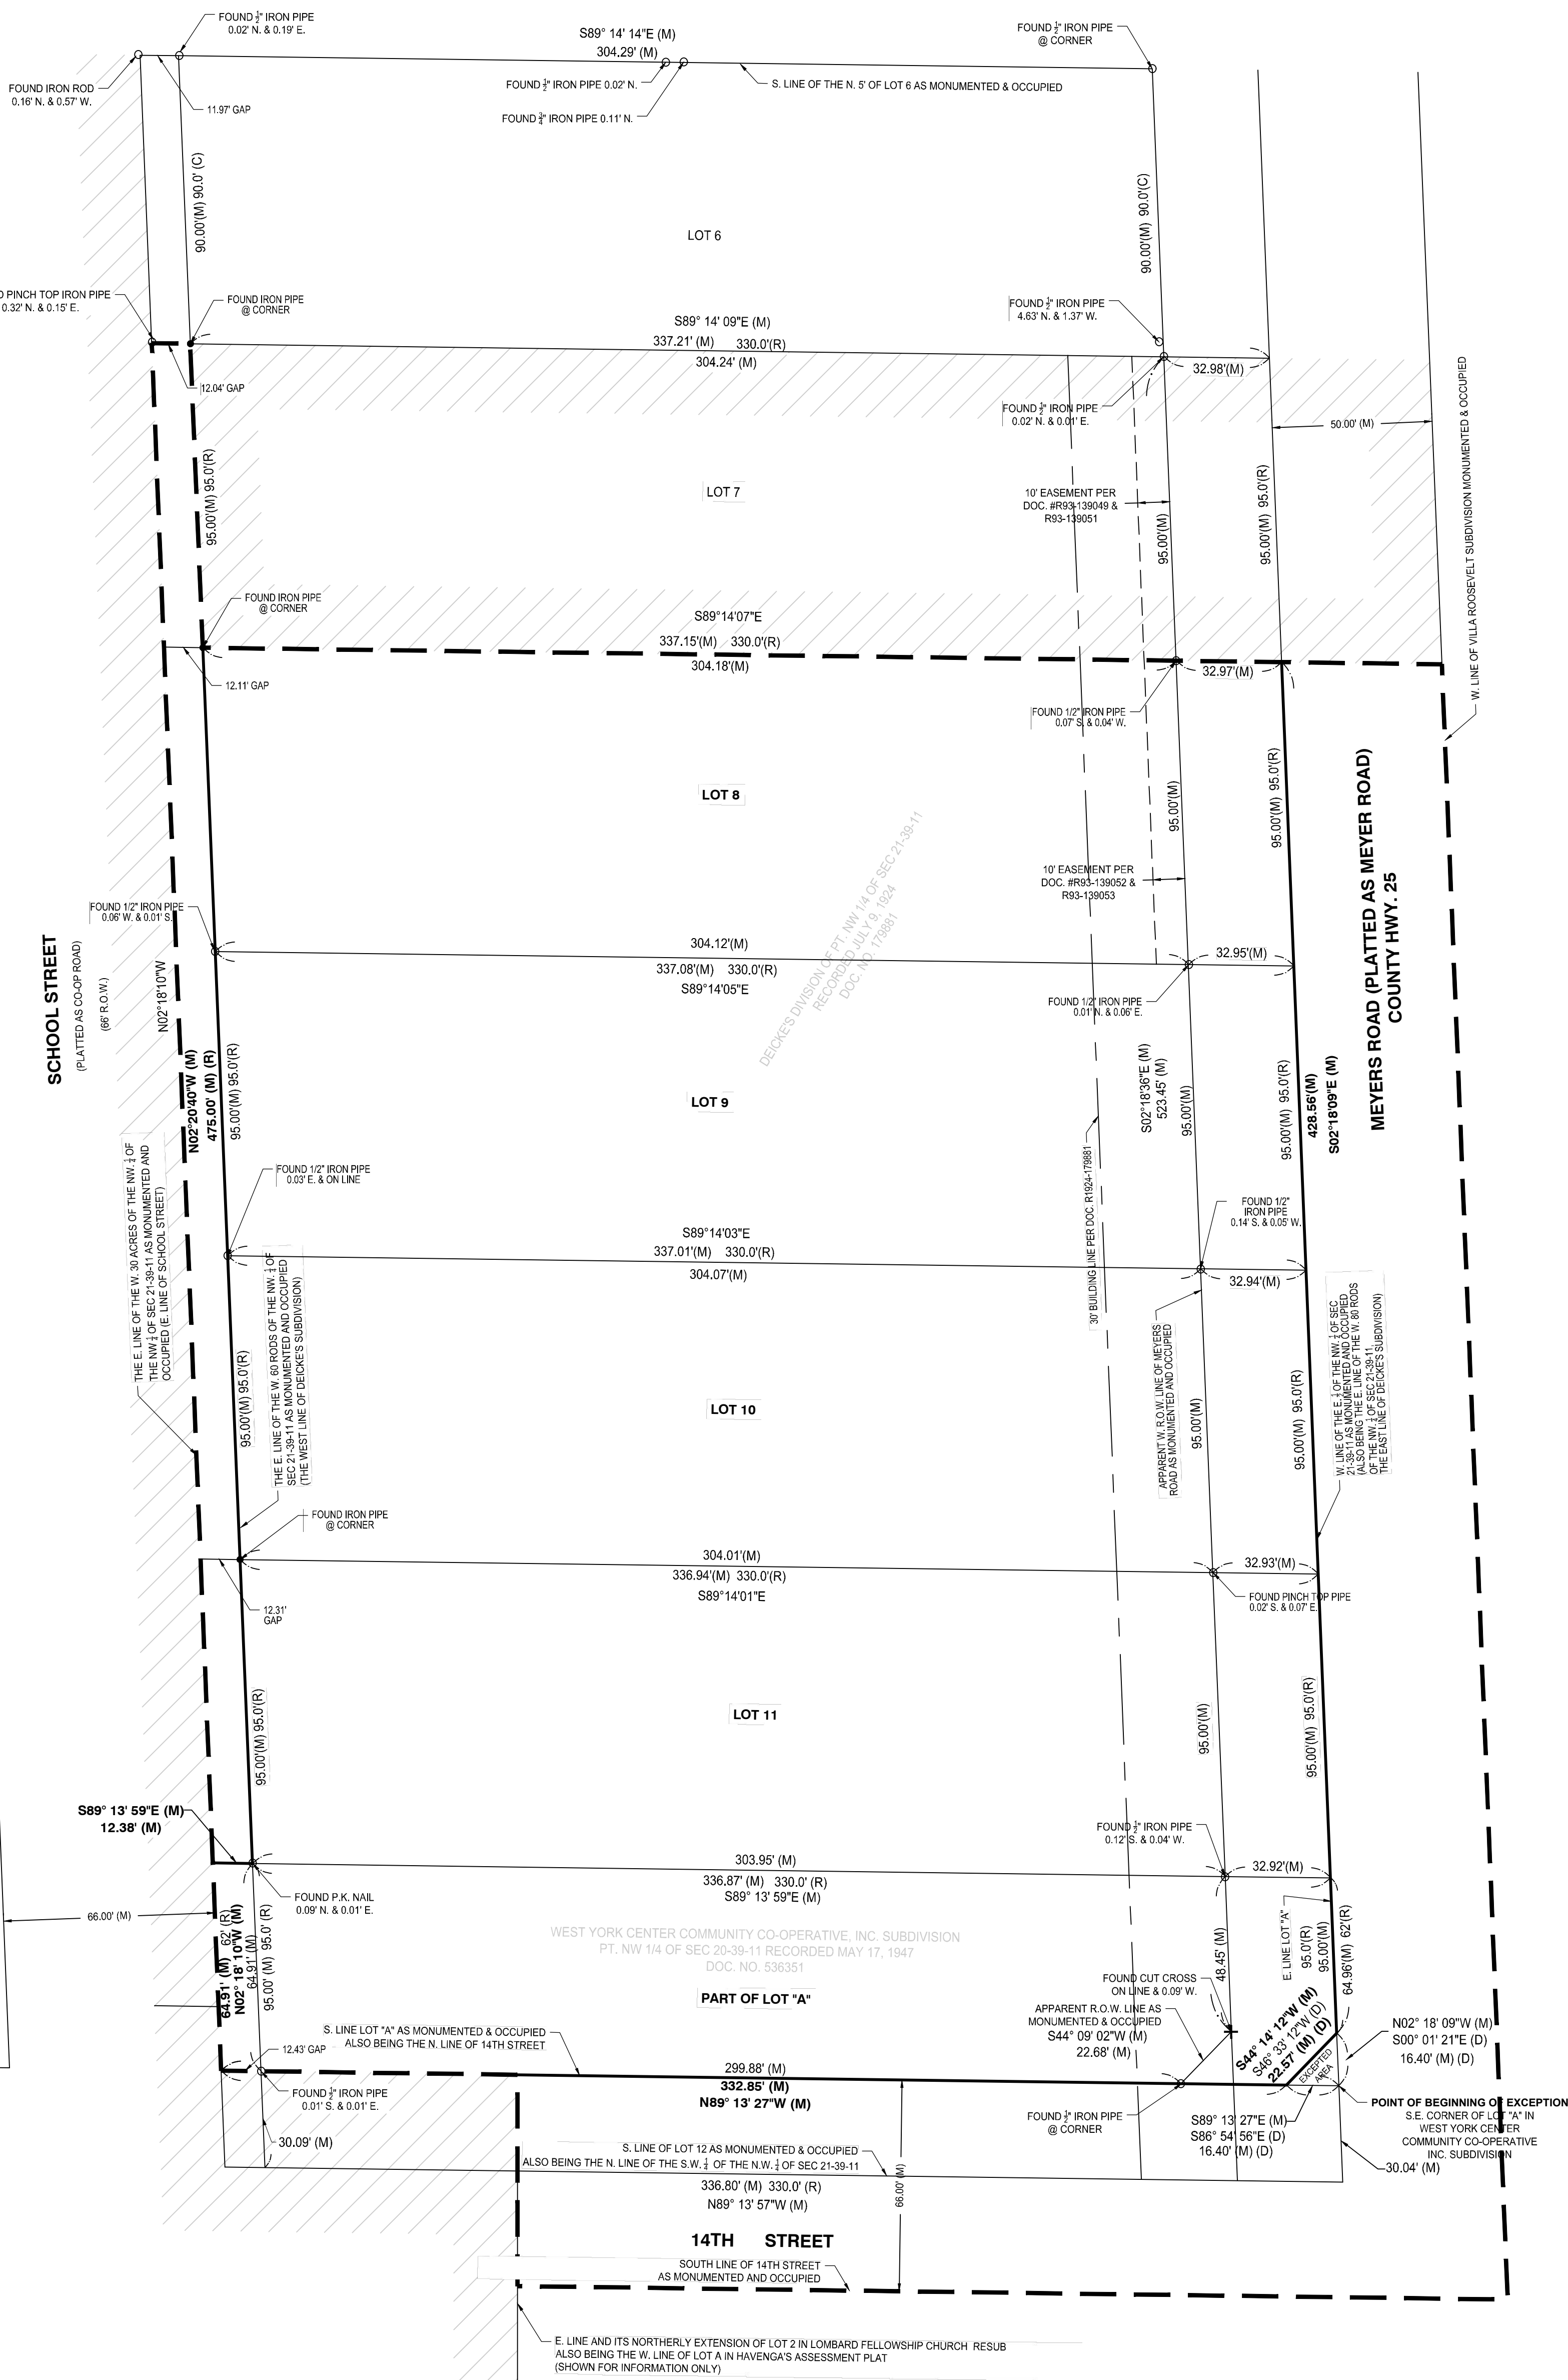 FOUND ½" IRON PIPE
0.02' N. & 0.19' E.
S89° 14' 14"E (M)
304.29' (M)
FOUND ½" IRON PIPE
@ CORNER
FOUND IRON ROD
0.16' N. & 0.57' W.
11.97' GAP
FOUND ½" IRON PIPE 0.02' N.
S. LINE OF THE N. 5' OF LOT 6 AS MONUMENTED & OCCUPIED
FOUND ¾" IRON PIPE 0.11' N.
90.00'(M) 90.0' (C)
90.00'(M) 90.0'(C)
LOT 6
PINCH TOP IRON PIPE
0.32' N. & 0.15' E.
FOUND IRON PIPE
@ CORNER
FOUND ½" IRON PIPE
4.63' N. & 1.37' W.
S89° 14' 09"E (M)
337.21' (M) 330.0'(R)
304.24' (M)
32.98'(M)
12.04' GAP
FOUND ½" IRON PIPE
0.02' N. & 0.01' E.
50.00' (M)
W. LINE OF VILLA ROOSEVELT SUBDIVISION MONUMENTED & OCCUPIED
95.00'(M) 95.0'(R)
LOT 7
10' EASEMENT PER
DOC. #R93-139049 &
R93-139051
95.00'(M)
95.00'(M) 95.0'(R)
FOUND IRON PIPE
@ CORNER
S89°14'07"E
337.15'(M) 330.0'(R)
304.18'(M)
32.97'(M)
12.11' GAP
FOUND 1/2" IRON PIPE
0.07' S. & 0.04' W.
LOT 8
95.00'(M)
95.00'(M) 95.0'(R)
MEYERS ROAD (PLATTED AS MEYER ROAD)
COUNTY HWY. 25
DEICKE'S DIVISION OF PT. NW 1/4 OF SEC 21-39-11
RECORDED JULY 9, 1924
DOC. NO. 179881
10' EASEMENT PER
DOC. #R93-139052 &
R93-139053
FOUND 1/2" IRON PIPE
0.06' W. & 0.01' S.
304.12'(M)
337.08'(M) 330.0'(R)
S89°14'05"E
32.95'(M)
FOUND 1/2" IRON PIPE
0.01' N. & 0.06' E.
SCHOOL STREET
(PLATTED AS CO-OP ROAD)
(66' R.O.W.)
N02°18'10"W
N02°20'40"W (M)
475.00' (M) (R)
95.00'(M) 95.0'(R)
LOT 9
S02°18'36"E (M)
523.45' (M)
95.00'(M)
95.00'(M) 95.0'(R)
428.56'(M)
S02°18'09"E (M)
FOUND 1/2" IRON PIPE
0.03' E. & ON LINE
30' BUILDING LINE PER DOC. R1924-179881
FOUND 1/2"
IRON PIPE
0.14' S. & 0.05' W.
S89°14'03"E
337.01'(M) 330.0'(R)
304.07'(M)
32.94'(M)
THE E. LINE OF THE W. 30 ACRES OF THE NW. ¼ OF
THE NW ¼ OF SEC 21-39-11 AS MONUMENTED AND
OCCUPIED (E. LINE OF SCHOOL STREET)
95.00'(M) 95.0'(R)
THE E. LINE OF THE W. 60 RODS OF THE NW. ¼ OF
SEC 21-39-11 AS MONUMENTED AND OCCUPIED
(THE WEST LINE OF DEICKE'S SUBDIVISION)
LOT 10
APPARENT W. R.O.W. LINE OF MEYERS
ROAD AS MONUMENTED AND OCCUPIED
95.00'(M)
95.00'(M) 95.0'(R)
21-39-11 AS MONUMENTED AND OCCUPIED
(ALSO BEING THE E. LINE OF THE W. 80 RODS
OF THE NW. ¼ OF SEC 21-39-11,
THE EAST LINE OF DEICKE'S SUBDIVISION)
FOUND IRON PIPE
@ CORNER
304.01'(M)
336.94'(M) 330.0'(R)
S89°14'01"E
32.93'(M)
FOUND PINCH TOP PIPE
0.02' S. & 0.07' E.
12.31'
GAP
95.00'(M) 95.0'(R)
LOT 11
95.00'(M)
95.00'(M) 95.0'(R)
S89° 13' 59"E (M)
12.38' (M)
FOUND ½" IRON PIPE
0.12' S. & 0.04' W.
303.95' (M)
336.87' (M) 330.0' (R)
S89° 13' 59"E (M)
32.92'(M)
FOUND P.K. NAIL
0.09' N. & 0.01' E.
66.00' (M)
64.91' (M) 62' (R)
N02° 18' 10"W (M)
64.91' (M)
95.00' (M) 95.0' (R)
WEST YORK CENTER COMMUNITY CO-OPERATIVE, INC. SUBDIVISION
PT. NW 1/4 OF SEC 20-39-11 RECORDED MAY 17, 1947
DOC. NO. 536351
PART OF LOT "A"
48.45' (M)
E. LINE LOT "A"
95.0'(R)
95.00'(M)
64.96'(M) 62'(R)
FOUND CUT CROSS
ON LINE & 0.09' W.
APPARENT R.O.W. LINE AS
MONUMENTED & OCCUPIED
S44° 09' 02"W (M)
22.68' (M)
S44° 14' 12"W (M)
S46° 33' 12"W (D)
22.57' (M) (D)
EXCEPTED
AREA
N02° 18' 09"W (M)
S00° 01' 21"E (D)
16.40' (M) (D)
S. LINE LOT "A" AS MONUMENTED & OCCUPIED
ALSO BEING THE N. LINE OF 14TH STREET
12.43' GAP
299.88' (M)
332.85' (M)
N89° 13' 27"W (M)
FOUND ½" IRON PIPE
0.01' S. & 0.01' E.
FOUND ½" IRON PIPE
@ CORNER
S89° 13' 27"E (M)
S86° 54' 56"E (D)
16.40' (M) (D)
POINT OF BEGINNING OF EXCEPTION
S.E. CORNER OF LOT "A" IN
WEST YORK CENTER
COMMUNITY CO-OPERATIVE
INC. SUBDIVISION
30.09' (M)
30.04' (M)
S. LINE OF LOT 12 AS MONUMENTED & OCCUPIED
ALSO BEING THE N. LINE OF THE S.W. ¼ OF THE N.W. ¼ OF SEC 21-39-11
336.80' (M) 330.0' (R)
N89° 13' 57"W (M)
66.00' (M)
14TH STREET
SOUTH LINE OF 14TH STREET
AS MONUMENTED AND OCCUPIED
E. LINE AND ITS NORTHERLY EXTENSION OF LOT 2 IN LOMBARD FELLOWSHIP CHURCH RESUB
ALSO BEING THE W. LINE OF LOT A IN HAVENGA'S ASSESSMENT PLAT
(SHOWN FOR INFORMATION ONLY)